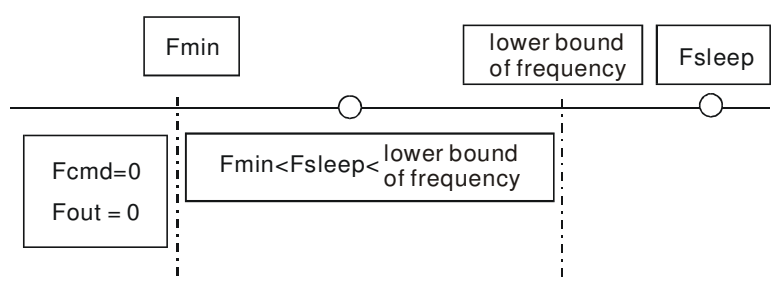 Fmin
lower bound
of frequency
Fsleep
Fcmd=0
Fout = 0
Fmin<Fsleep< lower bound
of frequency